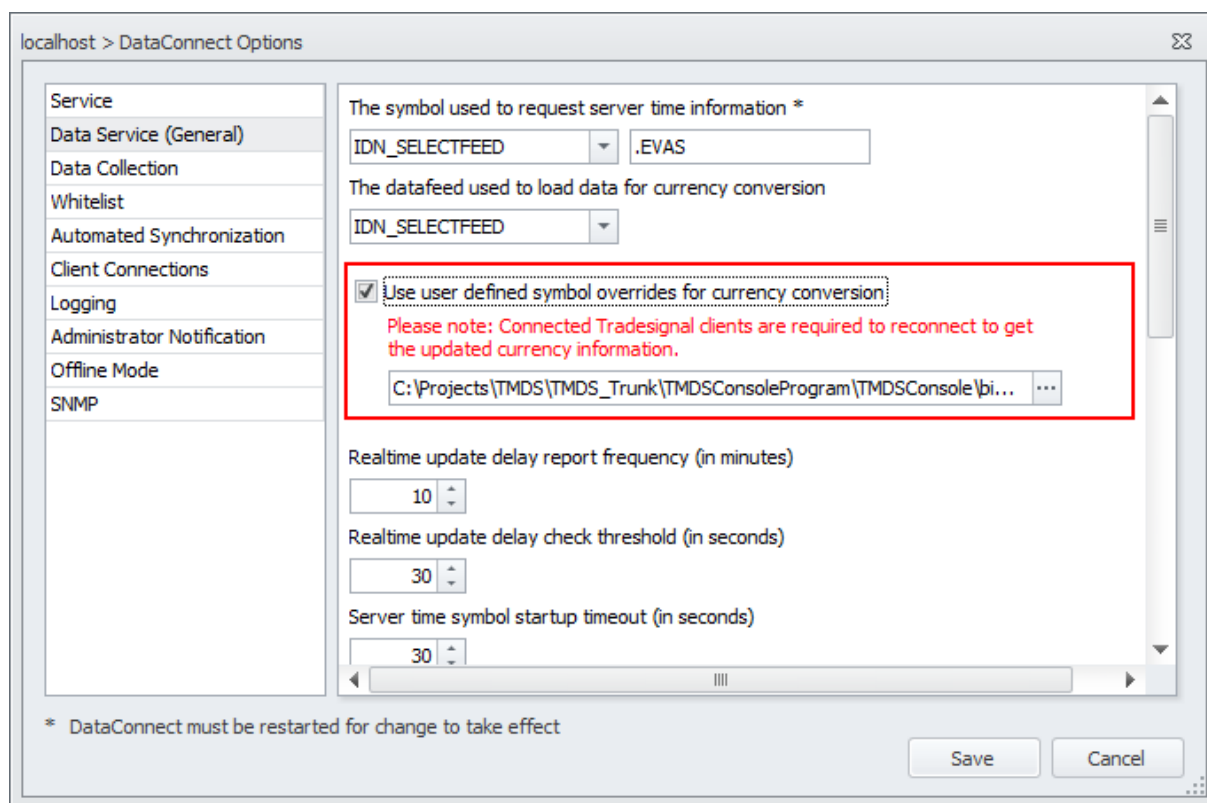 localhost > DataConnect Options
Service
Data Service (General)
Data Collection
Whitelist
Automated Synchronization
Client Connections
Logging
Administrator Notification
Offline Mode
SNMP
The symbol used to request server time information *
IDN_SELECTFEED .EVAS
The datafeed used to load data for currency conversion
IDN_SELECTFEED
Use user defined symbol overrides for currency conversion
Please note: Connected Tradesignal clients are required to reconnect to get
the updated currency information.
C:\Projects\TMDS\TMDS_Trunk\TMDSConsoleProgram\TMDSConsole\bi... ...
Realtime update delay report frequency (in minutes)
10
Realtime update delay check threshold (in seconds)
30
Server time symbol startup timeout (in seconds)
30
* DataConnect must be restarted for change to take effect
Save Cancel